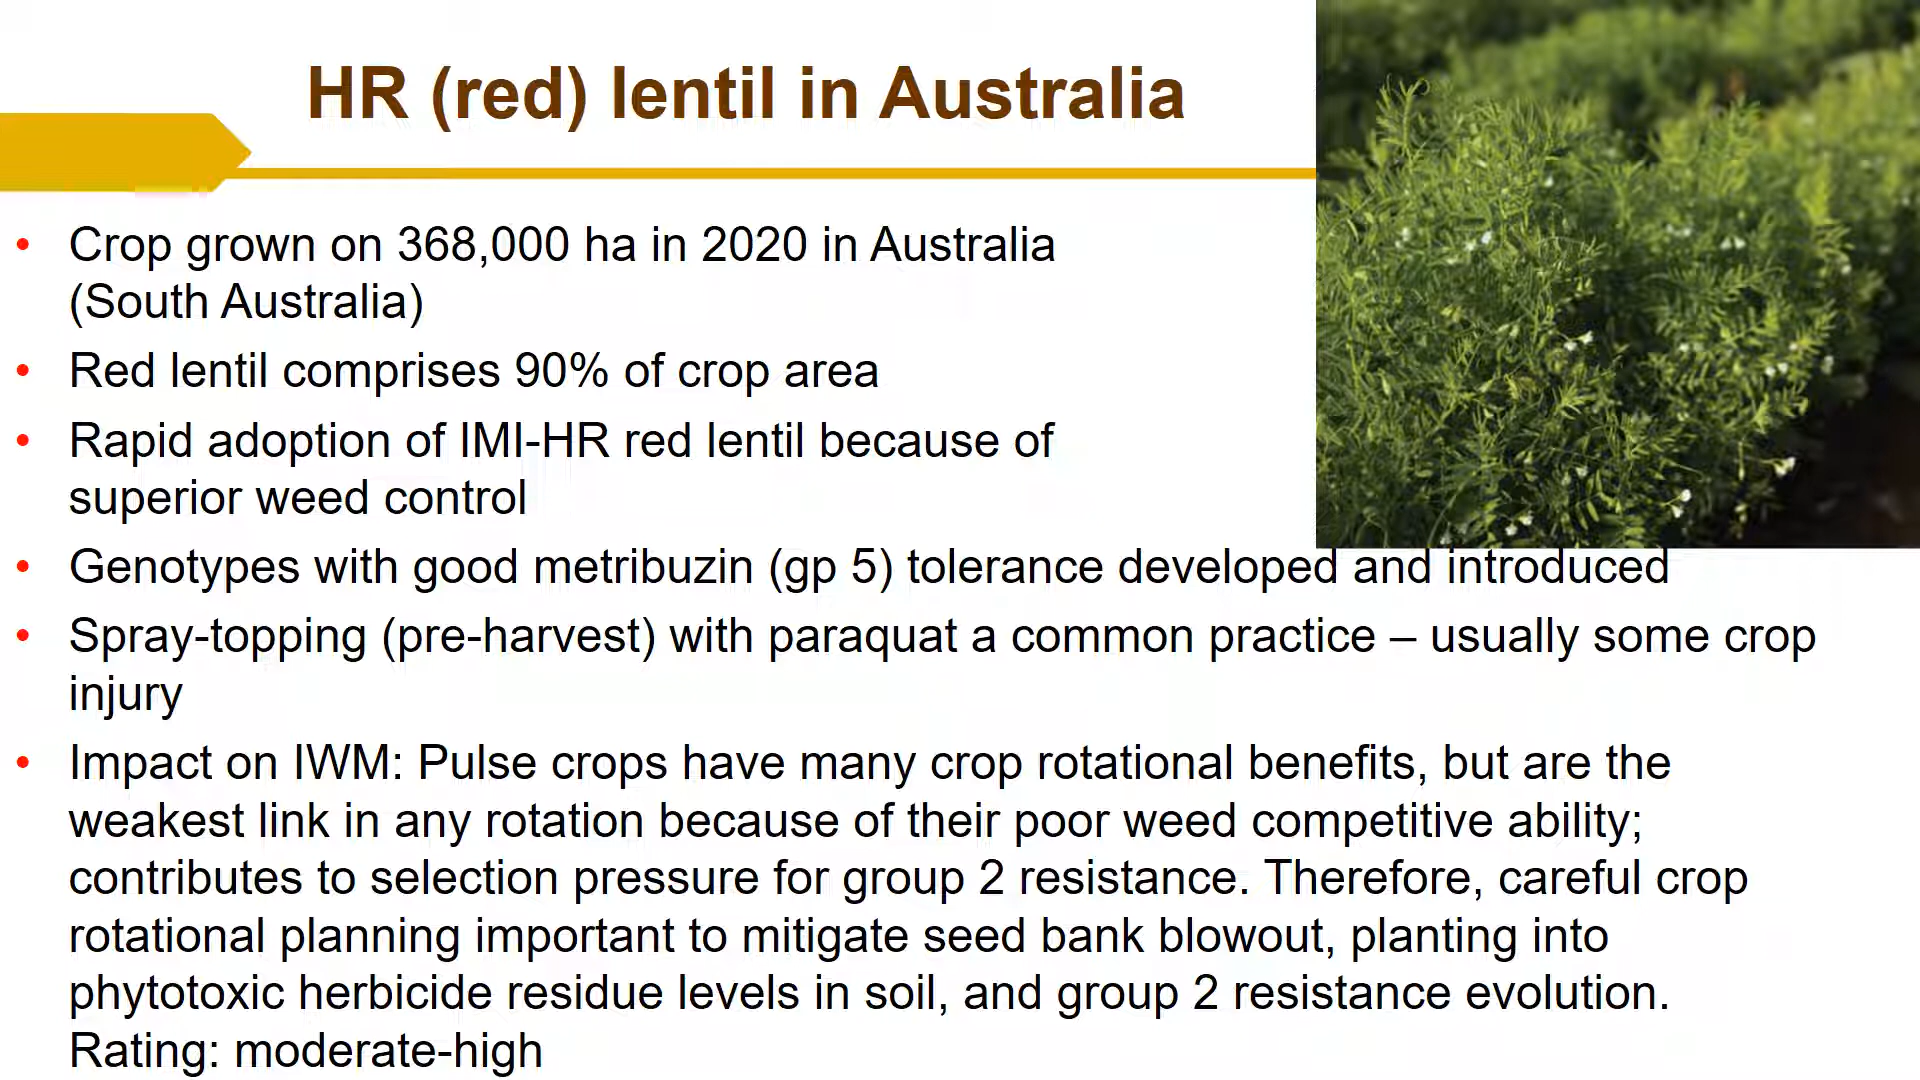 HR (red) lentil in Australia
• Crop grown on 368,000 ha in 2020 in Australia
(South Australia)
• Red lentil comprises 90% of crop area
• Rapid adoption of IMI-HR red lentil because of
superior weed control
• Genotypes with good metribuzin (gp 5) tolerance developed and introduced
• Spray-topping (pre-harvest) with paraquat a common practice – usually some crop
injury
• Impact on IWM: Pulse crops have many crop rotational benefits, but are the
weakest link in any rotation because of their poor weed competitive ability;
contributes to selection pressure for group 2 resistance. Therefore, careful crop
rotational planning important to mitigate seed bank blowout, planting into
phytotoxic herbicide residue levels in soil, and group 2 resistance evolution.
Rating: moderate-high